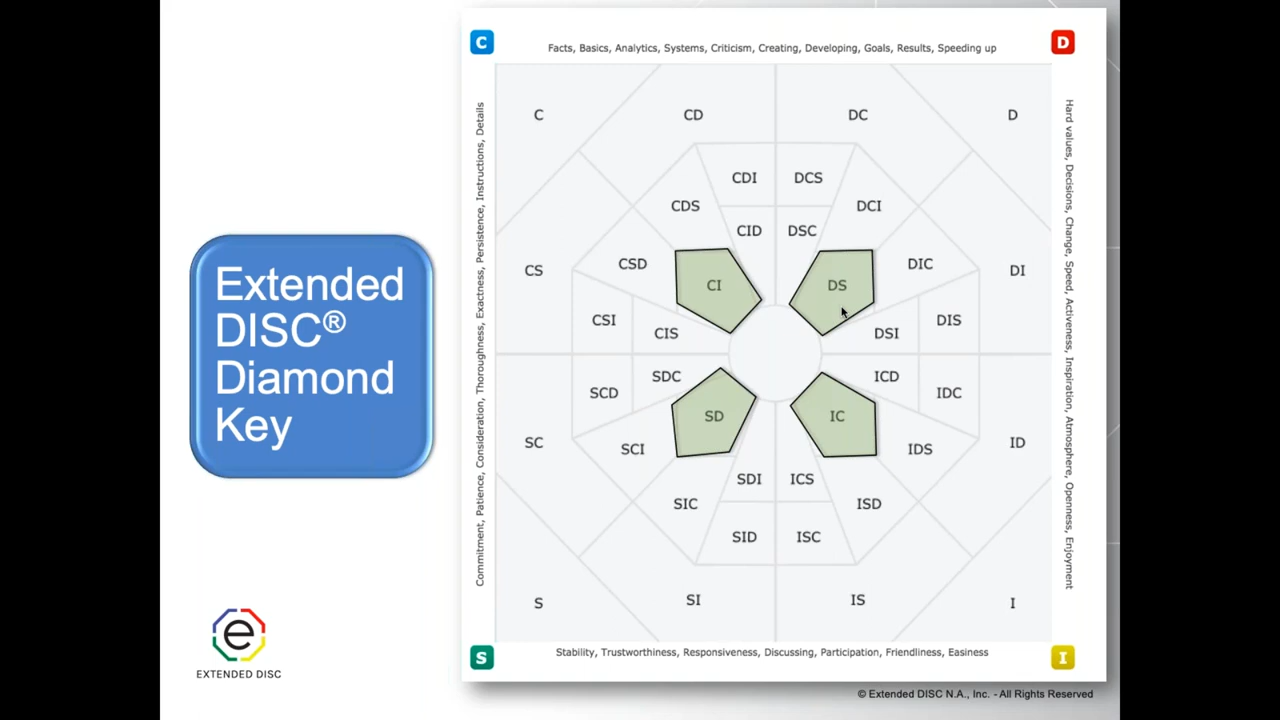 C
Facts, Basics, Analytics, Systems, Criticism, Creating, Developing, Goals, Results, Speeding up
D
Commitment, Patience, Consideration, Thoroughness, Exactness, Persistence, Instructions, Details
Hard values, Decisions, Change, Speed, Activeness, Inspiration, Atmosphere, Openness, Enjoyment
C
CD
DC
D
CDI
DCS
CDS
DCI
CID
DSC
CS
CSD
DIC
DI
CI
DS
CSI
DIS
CIS
DSI
SDC
ICD
SCD
IDC
SD
IC
SC
SCI
IDS
ID
SDI
ICS
SIC
ISD
SID
ISC
S
SI
IS
I
S
Stability, Trustworthiness, Responsiveness, Discussing, Participation, Friendliness, Easiness
I
Extended
DISC®
Diamond
Key
e
EXTENDED DISC
© Extended DISC N.A., Inc. - All Rights Reserved